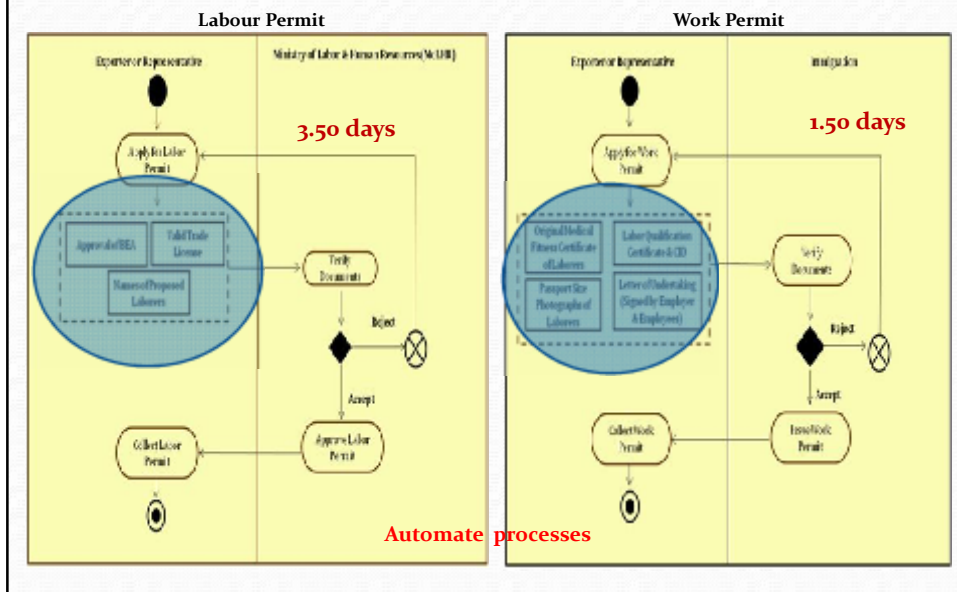 Labour Permit
Exporter or Representative
Ministry of Labor & Human Resources(MoLHR)
3.50 days
Apply for Labor
Permit
Approval of BEA
Valid Trade
License
Names of Proposed
Laborers
Verify
Documents
Reject
Accept
Approve Labor
Permit
Collect Labor
Permit
Work Permit
Exporter or Representative
Immigration
1.50 days
Apply for Work
Permit
Original Medical
Fitness Certificate
of Laborers
Labor Qualification
Certificate & CID
Passport Size
Photographs of
Laborers
Letter of Undertaking
(Signed by Employer
& Employees)
Verify
Documents
Reject
Accept
Issue Work
Permit
Collect Work
Permit
Automate processes